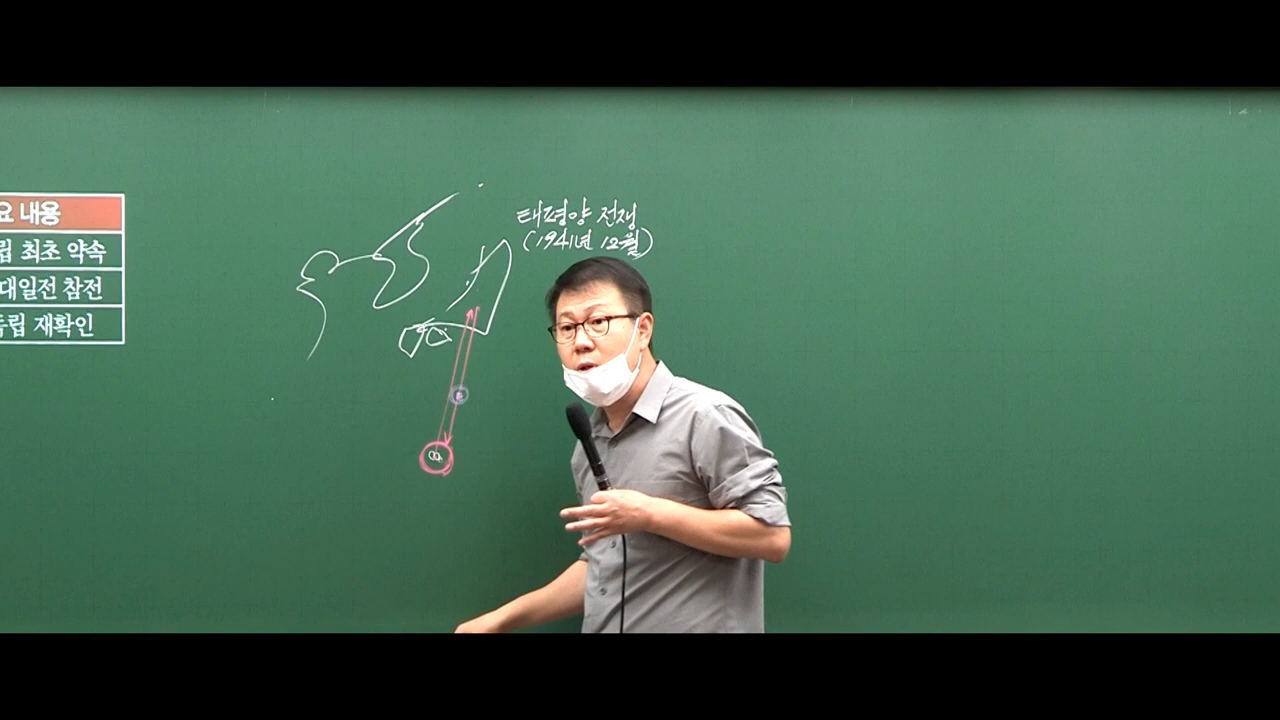 요 내용
립 최초 약속
대일전 참전
독립 재확인
태평양 전쟁
(1941년 12월)